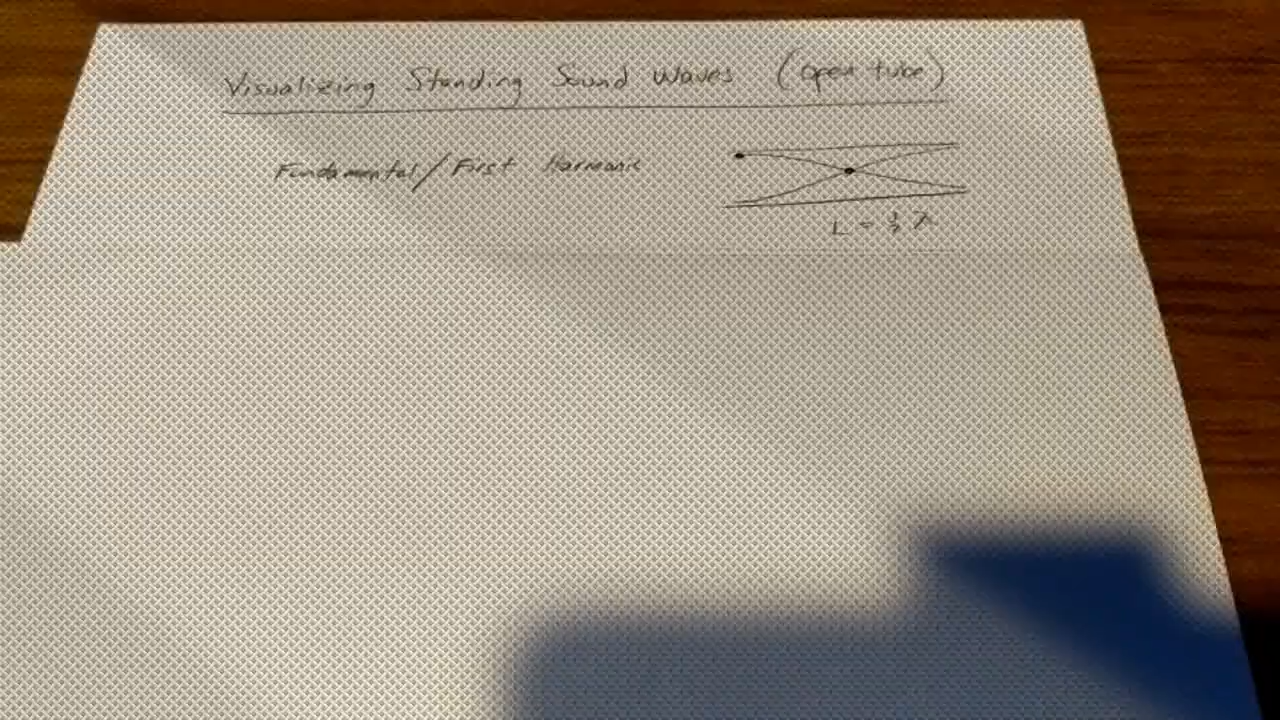 Visualizing Standing Sound Waves (open tube)
Fundamental/First Harmonic
L = ½ λ